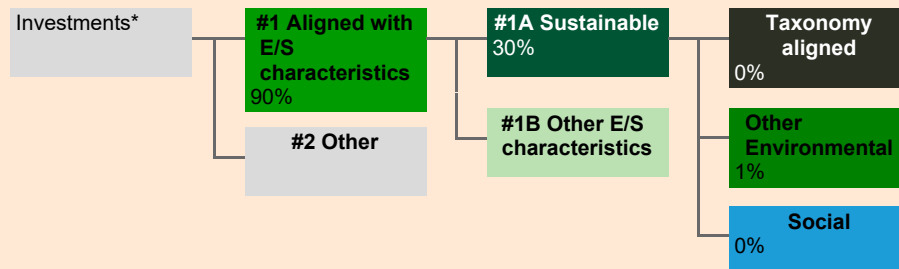 Investments*
#1 Aligned with
E/S
characteristics
90%
#2 Other
#1A Sustainable
30%
#1B Other E/S
characteristics
Taxonomy
aligned
0%
Other
Environmental
1%
Social
0%